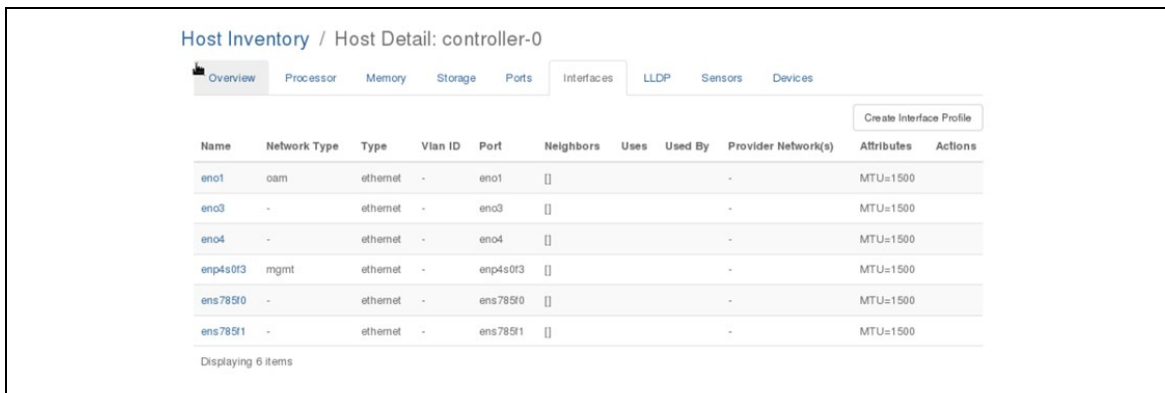 Host Inventory / Host Detail: controller-0
Overview Processor Memory Storage Ports Interfaces LLDP Sensors Devices
Create Interface Profile
Name Network Type Type Vlan ID Port Neighbors Uses Used By Provider Network(s) Attributes Actions
eno1 oam ethernet - eno1 [] - MTU=1500
eno3 - ethernet - eno3 [] - MTU=1500
eno4 - ethernet - eno4 [] - MTU=1500
enp4s0f3 mgmt ethernet - enp4s0f3 [] - MTU=1500
ens785f0 - ethernet - ens785f0 [] - MTU=1500
ens785f1 - ethernet - ens785f1 [] - MTU=1500
Displaying 6 items